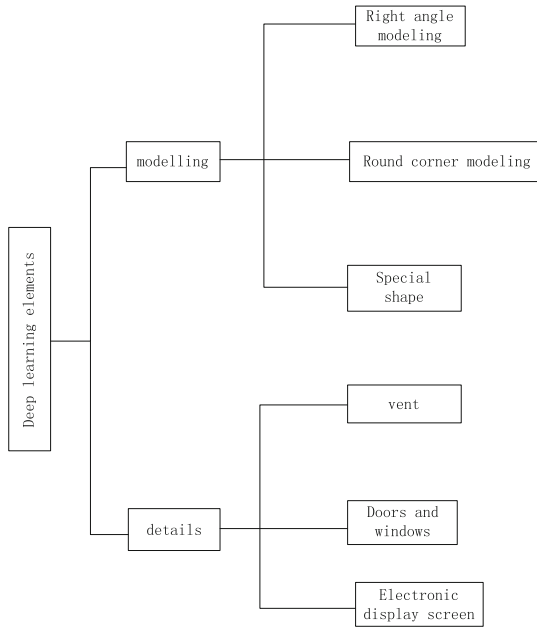 Right angle
modeling
modelling
Round corner modeling
Special
shape
Deep learning elements
vent
details
Doors and
windows
Electronic
display screen